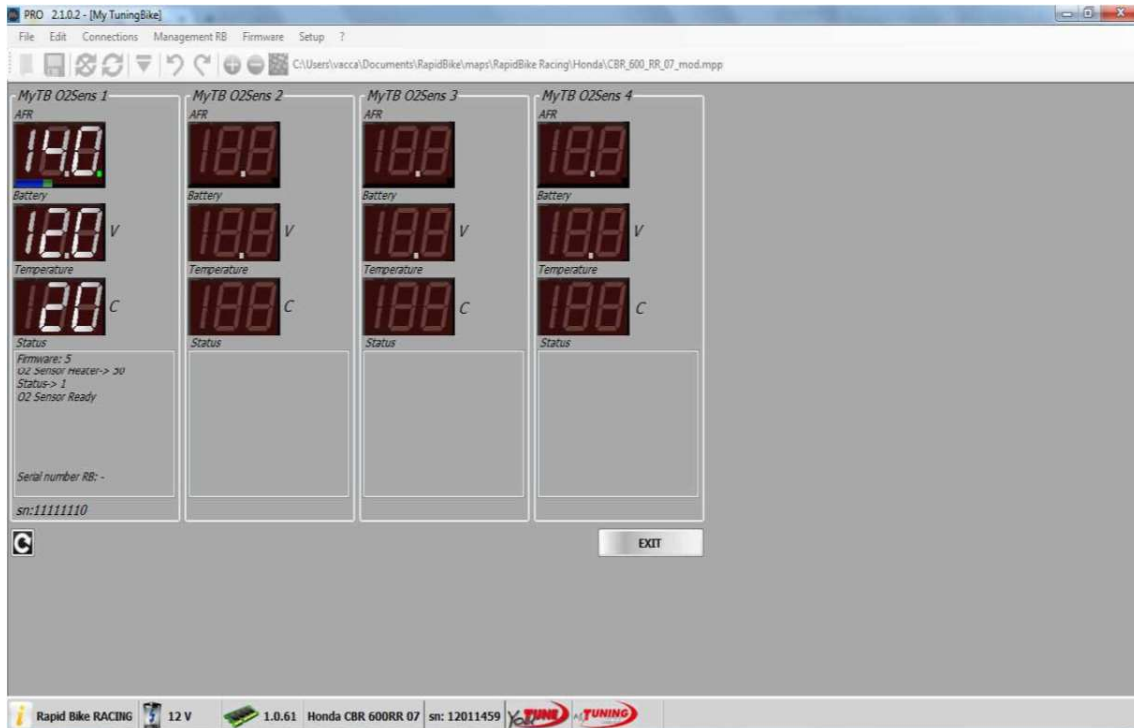 PRO 2.1.0.2 - [My TuningBike]
File Edit Connections Management RB Firmware Setup ?
C:\Users\vacca\Documents\RapidBike\maps\RapidBike Racing\Honda\CBR_600_RR_07_mod.mpp
MyTB O2Sens 1 MyTB O2Sens 2 MyTB O2Sens 3 MyTB O2Sens 4
AFR AFR AFR AFR
14.0
Battery Battery Battery Battery
12.0 V V V V
Temperature Temperature Temperature Temperature
20 C C C C
Status Status Status Status
Firmware: 5
O2 Sensor Heater-> 50
Status-> 1
O2 Sensor Ready
Serial number RB: -
sn:11111110
EXIT
Rapid Bike RACING 12 V 1.0.61 Honda CBR 600RR 07 sn: 12011459 YouTUNE TUNING